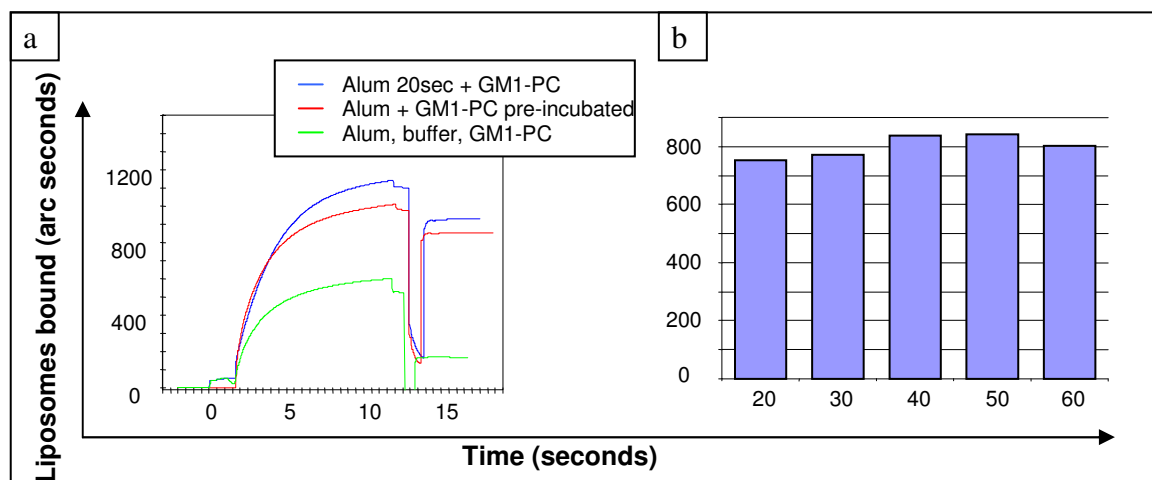 a
b
Liposomes bound (arc seconds)
Alum 20sec + GM1-PC
Alum + GM1-PC pre-incubated
Alum, buffer, GM1-PC
1200
800
400
0
0 5 10 15
800
600
400
200
0
20 30 40 50 60
Time (seconds)